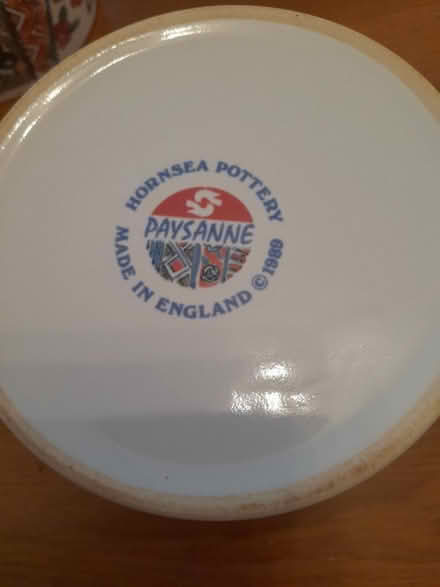 HORNSEA POTTERY
PAYSANNE
MADE IN ENGLAND © 1989